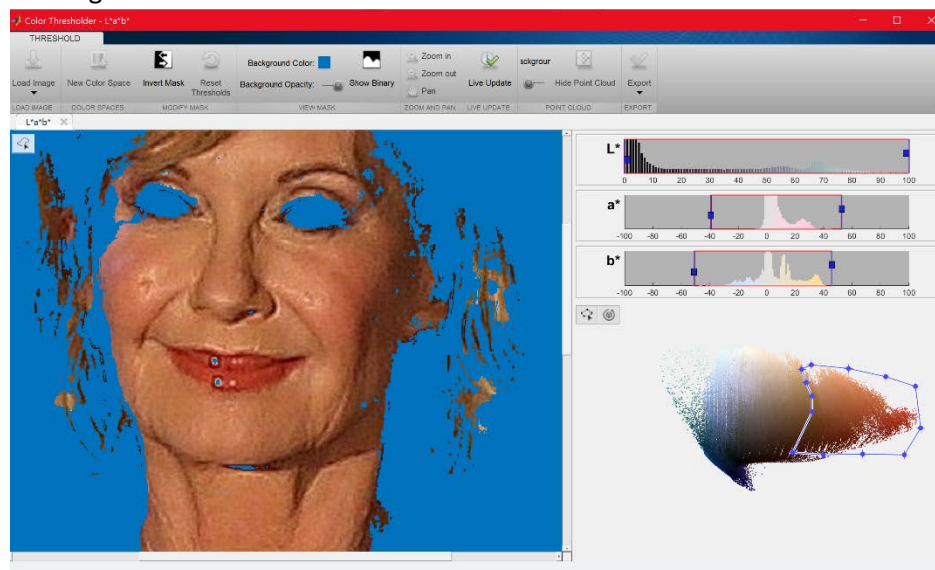 Color Thresholder - L*a*b*
THRESHOLD
Load Image New Color Space Invert Mask Reset Thresholds Background Color: Background Opacity: Show Binary Zoom in Zoom out Pan Live Update ackgrour Hide Point Cloud Export
LOAD IMAGE COLOR SPACES MODIFY MASK VIEW MASK ZOOM AND PAN LIVE UPDATE POINT CLOUD EXPORT
L*a*b*
L*
0 10 20 30 40 50 60 70 80 90 100
a*
-100 -80 -60 -40 -20 0 20 40 60 80 100
b*
-100 -80 -60 -40 -20 0 20 40 60 80 100